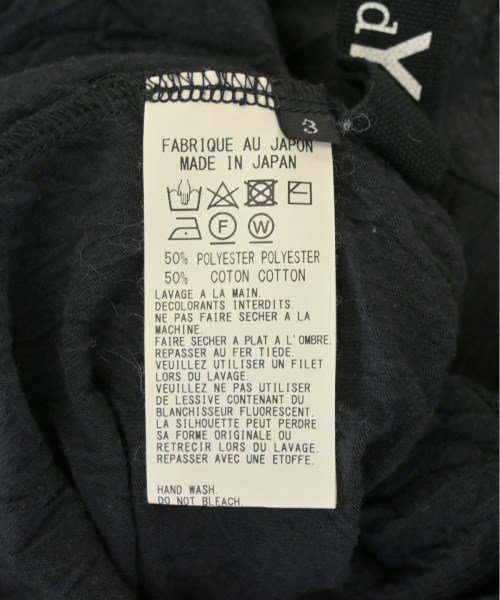 Y
d
3
FABRIQUE AU JAPON
MADE IN JAPAN
F W
50% POLYESTER POLYESTER
50% COTON COTTON
LAVAGE A LA MAIN.
DECOLORANTS INTERDITS.
NE PAS FAIRE SECHER A LA
MACHINE.
FAIRE SECHER A PLAT A L'OMBRE.
REPASSER AU FER TIEDE.
VEUILLEZ UTILISER UN FILET
LORS DU LAVAGE.
VEUILLEZ NE PAS UTILISER
DE LESSIVE CONTENANT DU
BLANCHISSEUR FLUORESCENT.
LA SILHOUETTE PEUT PERDRE
SA FORME ORIGINALE OU
RETRECIR LORS DU LAVAGE.
REPASSER AVEC UNE ETOFFE.
HAND WASH.
DO NOT BLEACH.